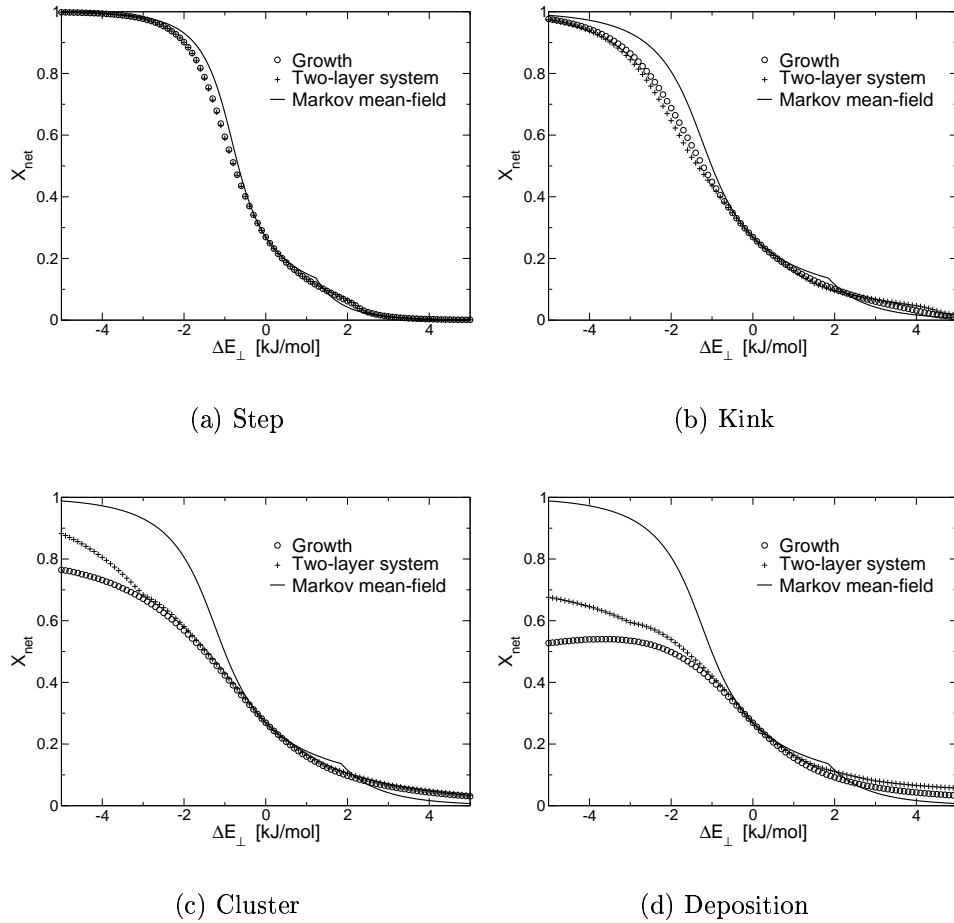 1
0.8
0.6
0.4
0.2
0
X_net
-4
-2
0
2
4
ΔE⊥ [kJ/mol]
Growth
Two-layer system
Markov mean-field
(a) Step
1
0.8
0.6
0.4
0.2
0
X_net
-4
-2
0
2
4
ΔE⊥ [kJ/mol]
Growth
Two-layer system
Markov mean-field
(b) Kink
1
0.8
0.6
0.4
0.2
0
X_net
-4
-2
0
2
4
ΔE⊥ [kJ/mol]
Growth
Two-layer system
Markov mean-field
(c) Cluster
1
0.8
0.6
0.4
0.2
0
X_net
-4
-2
0
2
4
ΔE⊥ [kJ/mol]
Growth
Two-layer system
Markov mean-field
(d) Deposition